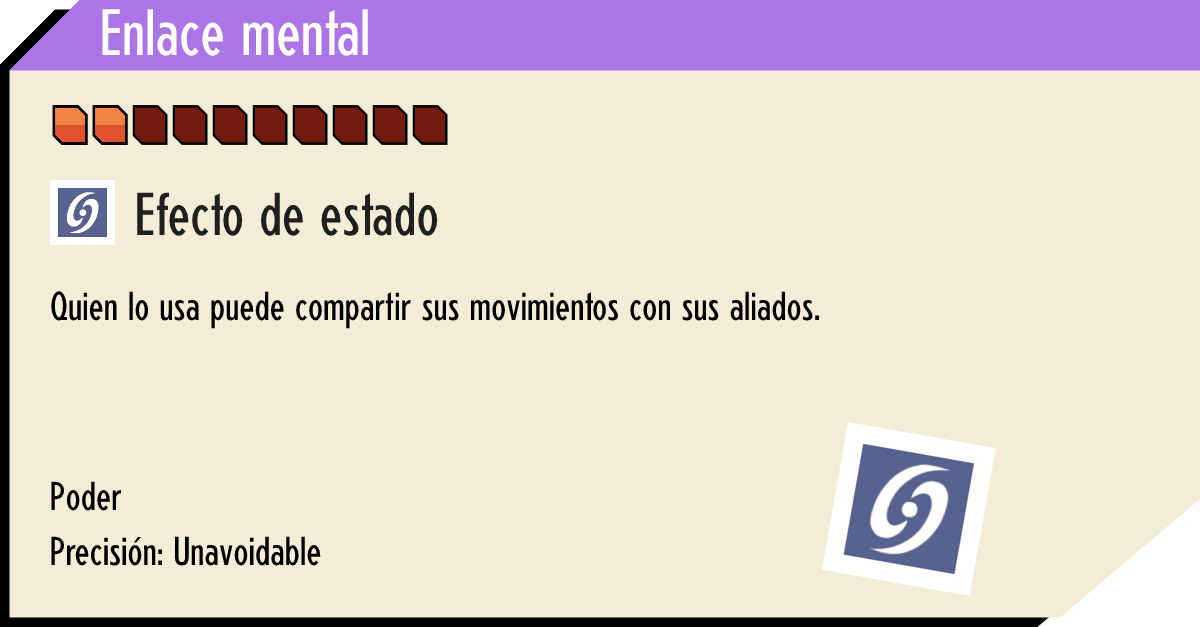 Enlace mental
Efecto de estado
Quien lo usa puede compartir sus movimientos con sus aliados.
Poder
Precisión: Unavoidable